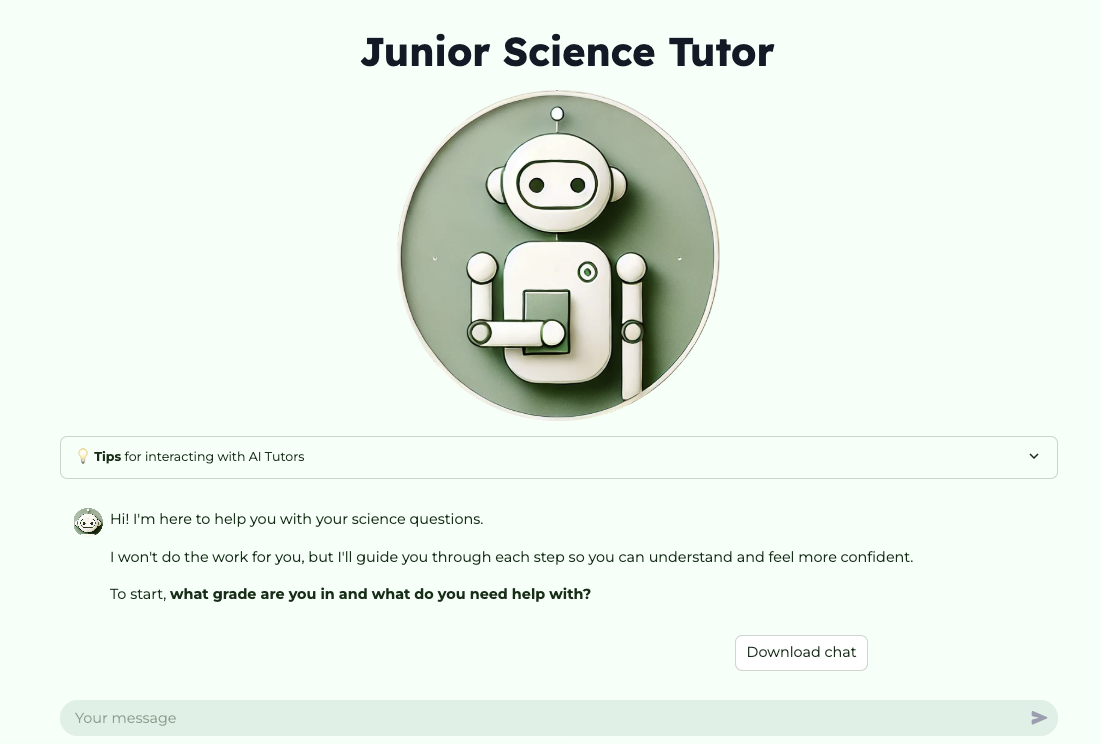 Junior Science Tutor
💡 Tips for interacting with AI Tutors
Hi! I'm here to help you with your science questions.
I won't do the work for you, but I'll guide you through each step so you can understand and feel more confident.
To start, what grade are you in and what do you need help with?
Download chat
Your message